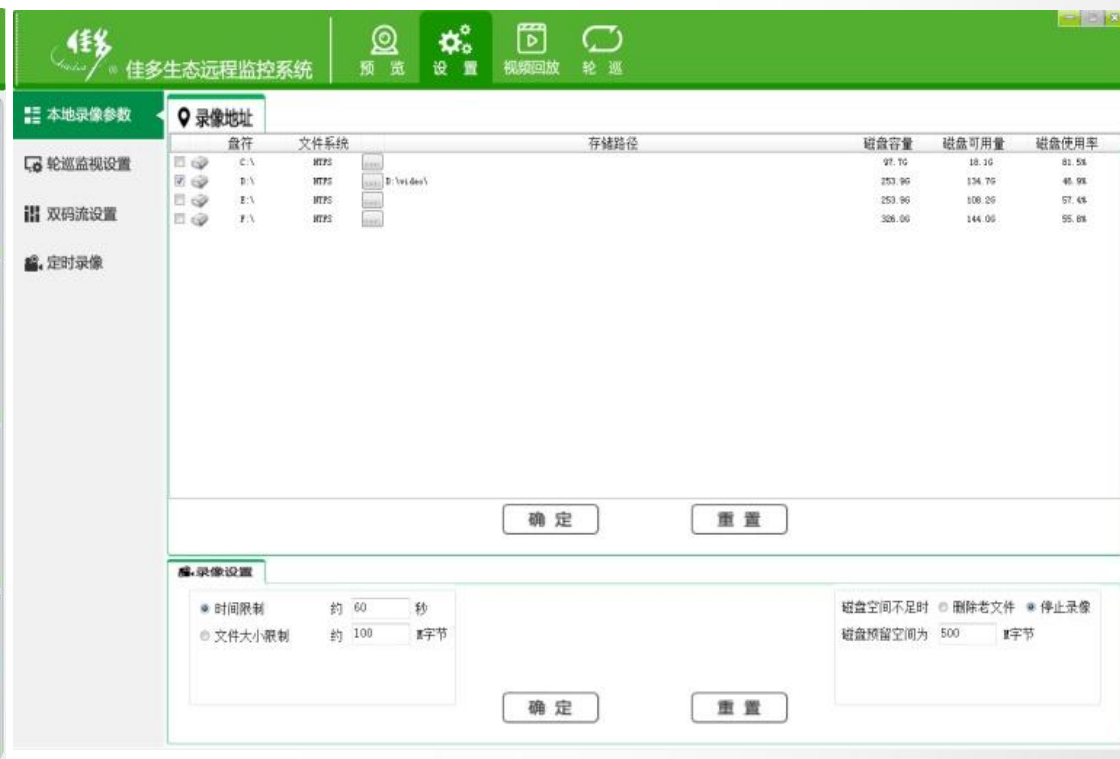 佳多
佳多生态远程监控系统
预 览
设 置
视频回放
轮 巡
本地录像参数
轮巡监视设置
双码流设置
定时录像
录像地址
盘符 文件系统 存储路径 磁盘容量 磁盘可用量 磁盘使用率
C:\ NTFS .... 97.7G 18.1G 81.5%
D:\ NTFS .... D:\video\ 253.9G 134.7G 46.9%
E:\ NTFS .... 253.9G 108.2G 57.4%
F:\ NTFS .... 326.0G 144.0G 55.8%
确 定 重 置
录像设置
时间限制 约 60 秒 磁盘空间不足时 删除老文件 停止录像
文件大小限制 约 100 M字节 磁盘预留空间为 500 M字节
确 定 重 置